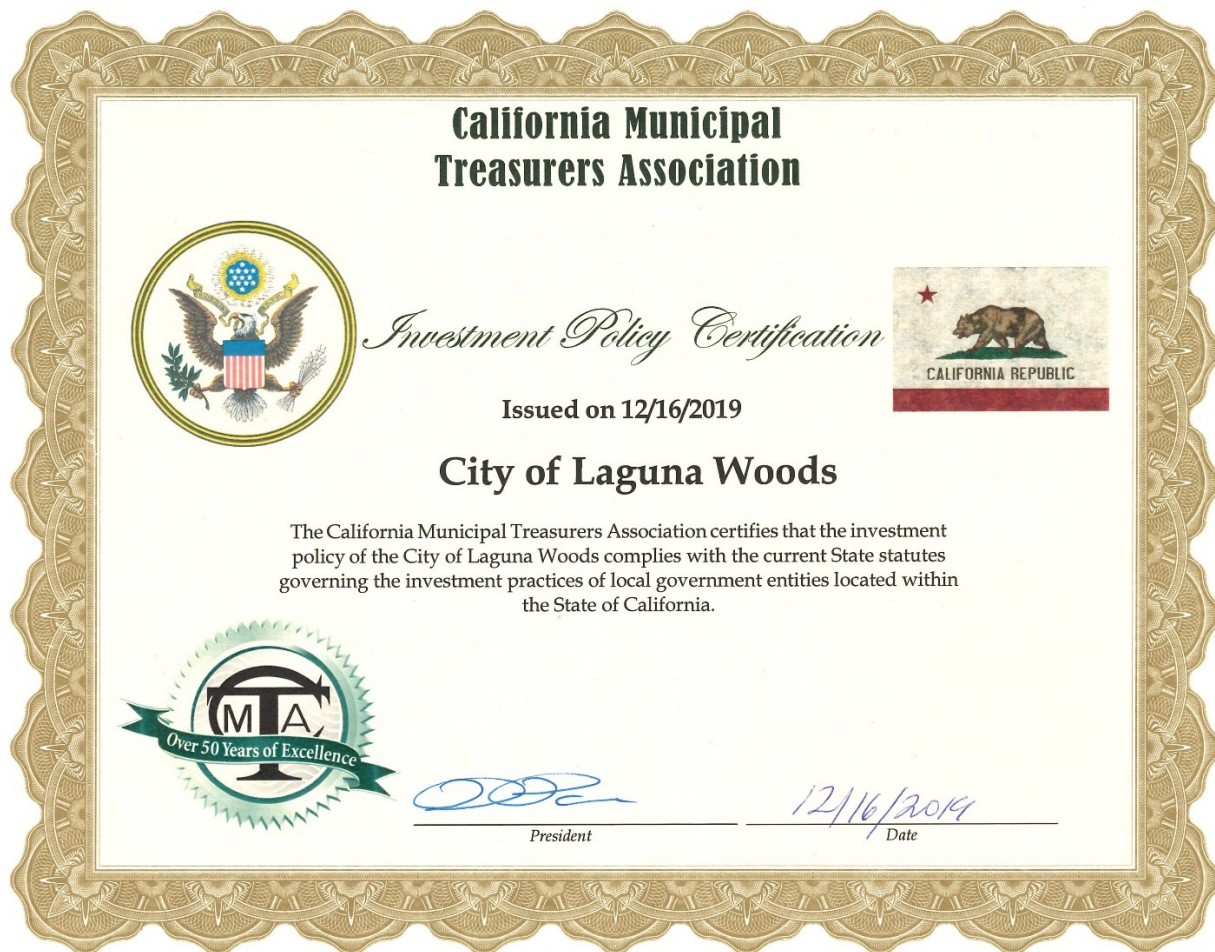 California Municipal
Treasurers Association
Investment Policy Certification
CALIFORNIA REPUBLIC
Issued on 12/16/2019
City of Laguna Woods
The California Municipal Treasurers Association certifies that the investment
policy of the City of Laguna Woods complies with the current State statutes
governing the investment practices of local government entities located within
the State of California.
CMTA
Over 50 Years of Excellence
12/16/2019
President
Date